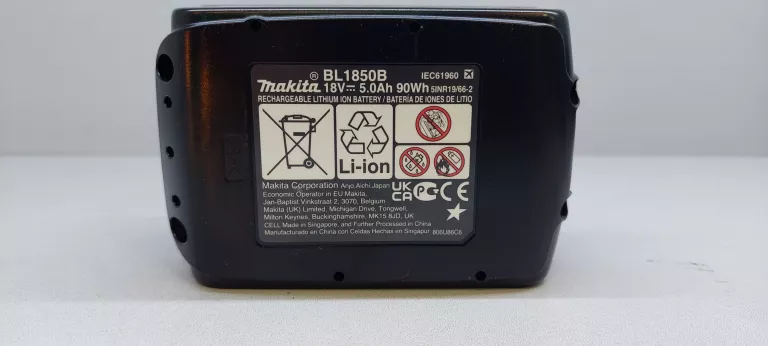 BL1850B IEC61960
®
makita 18V 5.0Ah 90Wh 5INR19/66-2
RECHARGEABLE LITHIUM ION BATTERY / BATERÍA DE IONES DE LITIO
Li-ion
Makita Corporation Anjo, Aichi, Japan
Economic Operator in EU Makita,
Jan-Baptist Vinkstraat 2, 3070, Belgium
Makita (UK) Limited, Michigan Drive, Tongwell
Milton Keynes, Buckinghamshire, MK15 8JD, UK
UK
CA
CE
CELL Made in Singapore, and Further Processed in China
Manufacturado en China con Celdas Hechas en Singapur